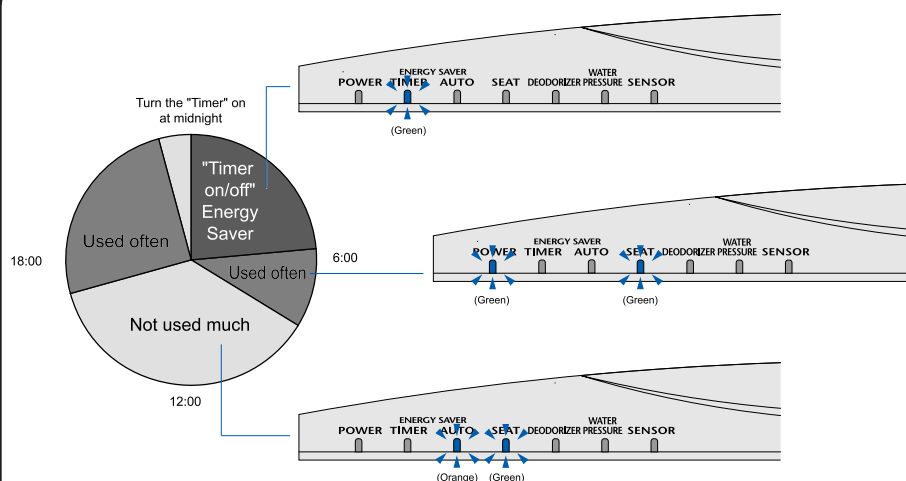 ENERGY SAVER
WATER
POWER TIMER AUTO SEAT DEODORIZER PRESSURE SENSOR
(Green)
Turn the "Timer" on
at midnight
"Timer
on/off"
Energy
Saver
Used often
Used often
Not used much
18:00
6:00
12:00
ENERGY SAVER
WATER
POWER TIMER AUTO SEAT DEODORIZER PRESSURE SENSOR
(Green) (Green)
ENERGY SAVER
WATER
POWER TIMER AUTO SEAT DEODORIZER PRESSURE SENSOR
(Orange) (Green)